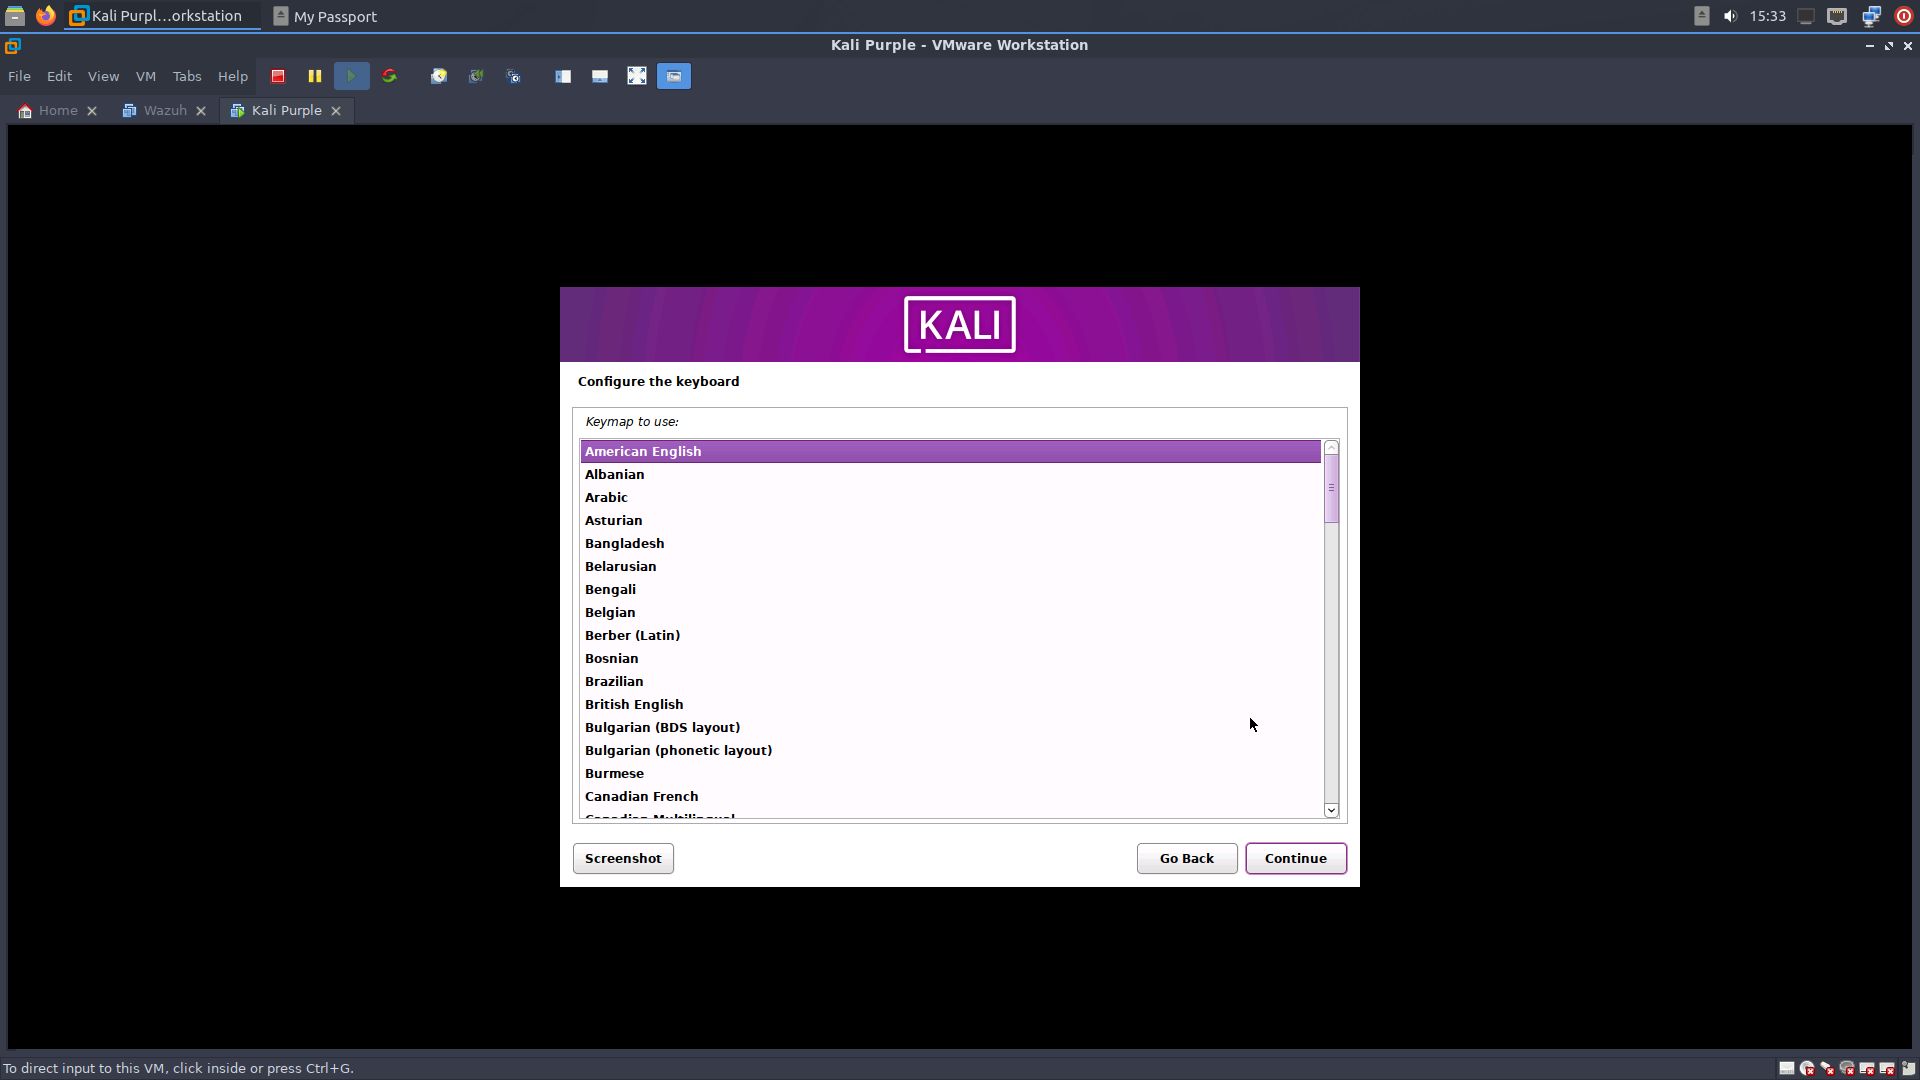 Kali Purpl...orkstation
My Passport
15:33
Kali Purple - VMware Workstation
File Edit View VM Tabs Help
Home
Wazuh
Kali Purple
KALI
Configure the keyboard
Keymap to use:
American English
Albanian
Arabic
Asturian
Bangladesh
Belarusian
Bengali
Belgian
Berber (Latin)
Bosnian
Brazilian
British English
Bulgarian (BDS layout)
Bulgarian (phonetic layout)
Burmese
Canadian French
Canadian Multilingual
Screenshot
Go Back
Continue
To direct input to this VM, click inside or press Ctrl+G.